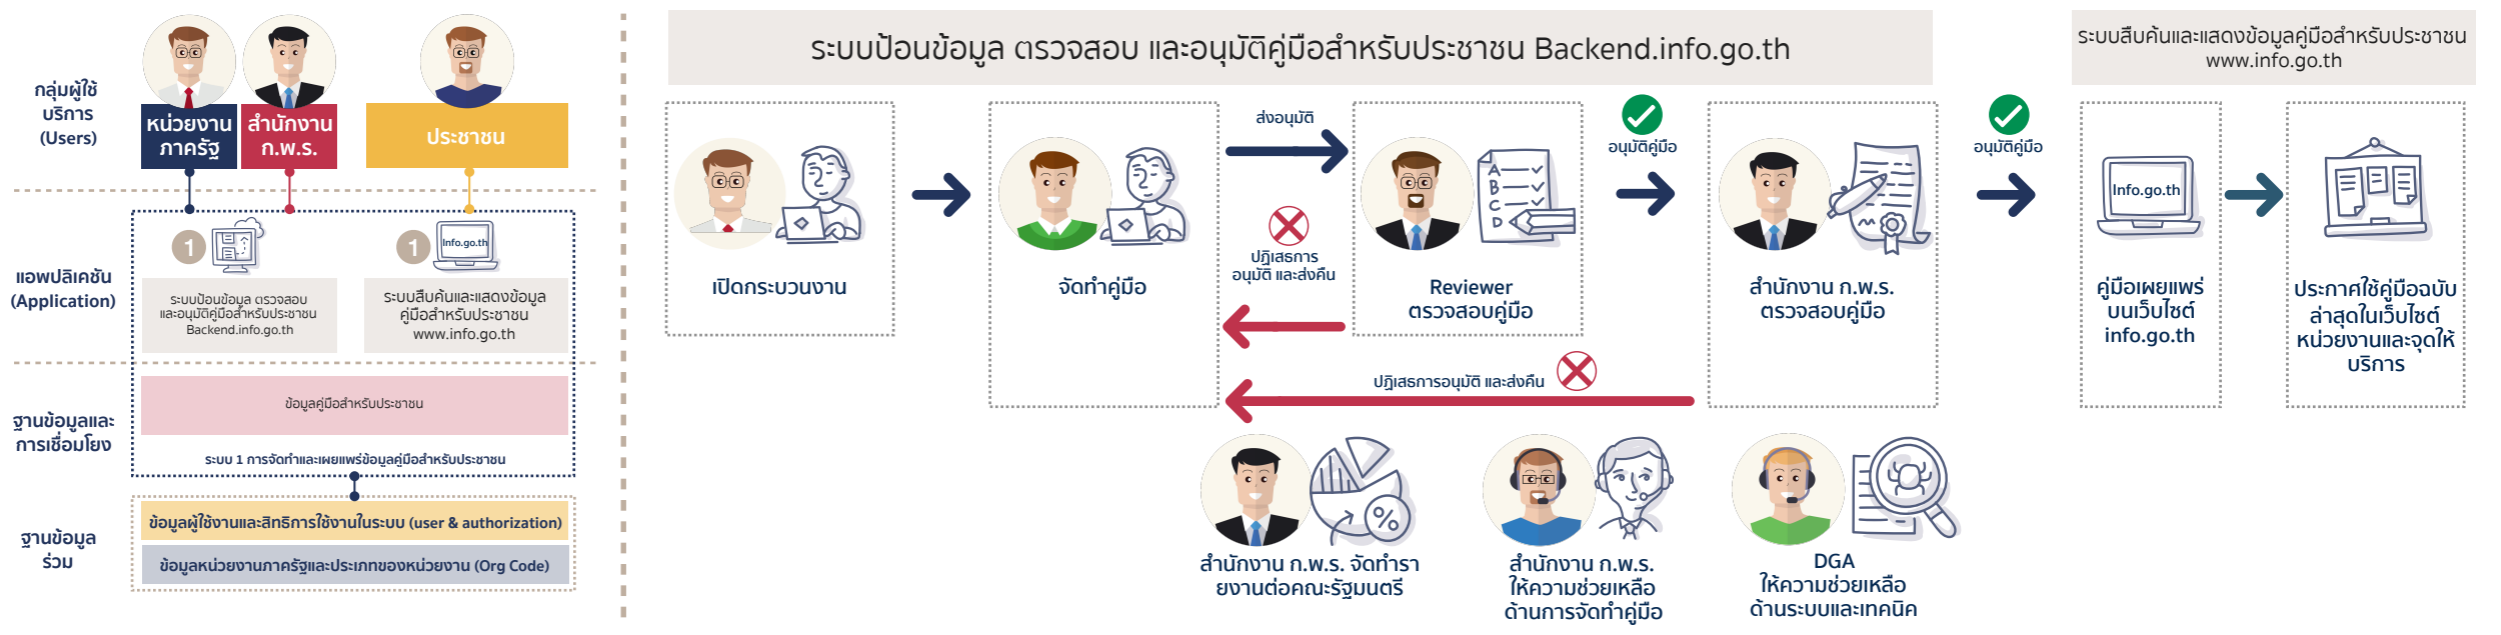 กลุ่มผู้ใช้
บริการ
(Users)
หน่วยงาน
ภาครัฐ
สำนักงาน
ก.พ.ร.
ประชาชน
แอพปลิเคชัน
(Application)
1
ระบบป้อนข้อมูล ตรวจสอบ
และอนุมัติคู่มือสำหรับประชาชน
Backend.info.go.th
1
Info.go.th
ระบบสืบค้นและแสดงข้อมูล
คู่มือสำหรับประชาชน
www.info.go.th
ฐานข้อมูลและ
การเชื่อมโยง
ข้อมูลคู่มือสำหรับประชาชน
ระบบ 1 การจัดทำและเผยแพร่ข้อมูลคู่มือสำหรับประชาชน
ฐานข้อมูล
ร่วม
ข้อมูลผู้ใช้งานและสิทธิการใช้งานในระบบ (user & authorization)
ข้อมูลหน่วยงานภาครัฐและประเภทของหน่วยงาน (Org Code)
ระบบป้อนข้อมูล ตรวจสอบ และอนุมัติคู่มือสำหรับประชาชน Backend.info.go.th
เปิดกระบวนงาน
จัดทำคู่มือ
ส่งอนุมัติ
ปฏิเสธการ
อนุมัติ และส่งคืน
A
B
C
D
Reviewer
ตรวจสอบคู่มือ
อนุมัติคู่มือ
สำนักงาน ก.พ.ร.
ตรวจสอบคู่มือ
ปฏิเสธการอนุมัติ และส่งคืน
อนุมัติคู่มือ
ระบบสืบค้นและแสดงข้อมูลคู่มือสำหรับประชาชน
www.info.go.th
Info.go.th
คู่มือเผยแพร่
บนเว็บไซต์
info.go.th
ประกาศใช้คู่มือฉบับ
ล่าสุดในเว็บไซต์
หน่วยงานและจุดให้
บริการ
%
สำนักงาน ก.พ.ร. จัดทำรา
ยงานต่อคณะรัฐมนตรี
สำนักงาน ก.พ.ร.
ให้ความช่วยเหลือ
ด้านการจัดทำคู่มือ
DGA
ให้ความช่วยเหลือ
ด้านระบบและเทคนิค